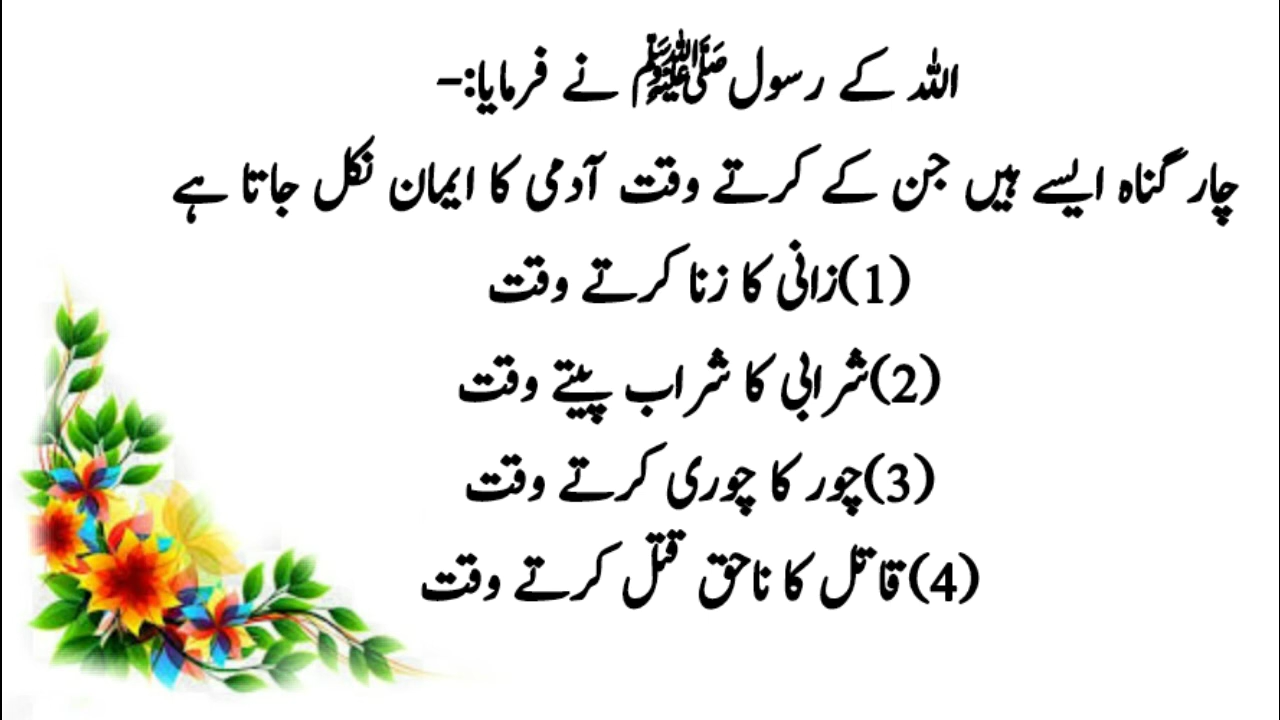 اللہ کے رسولﷺ نے فرمایا:-
چار گناہ ایسے ہیں جن کے کرتے وقت آدمی کا ایمان نکل جاتا ہے
(1)زانی کا زنا کرتے وقت
(2)شرابی کا شراب پیتے وقت
(3)چور کا چوری کرتے وقت
(4)قاتل کا ناحق قتل کرتے وقت